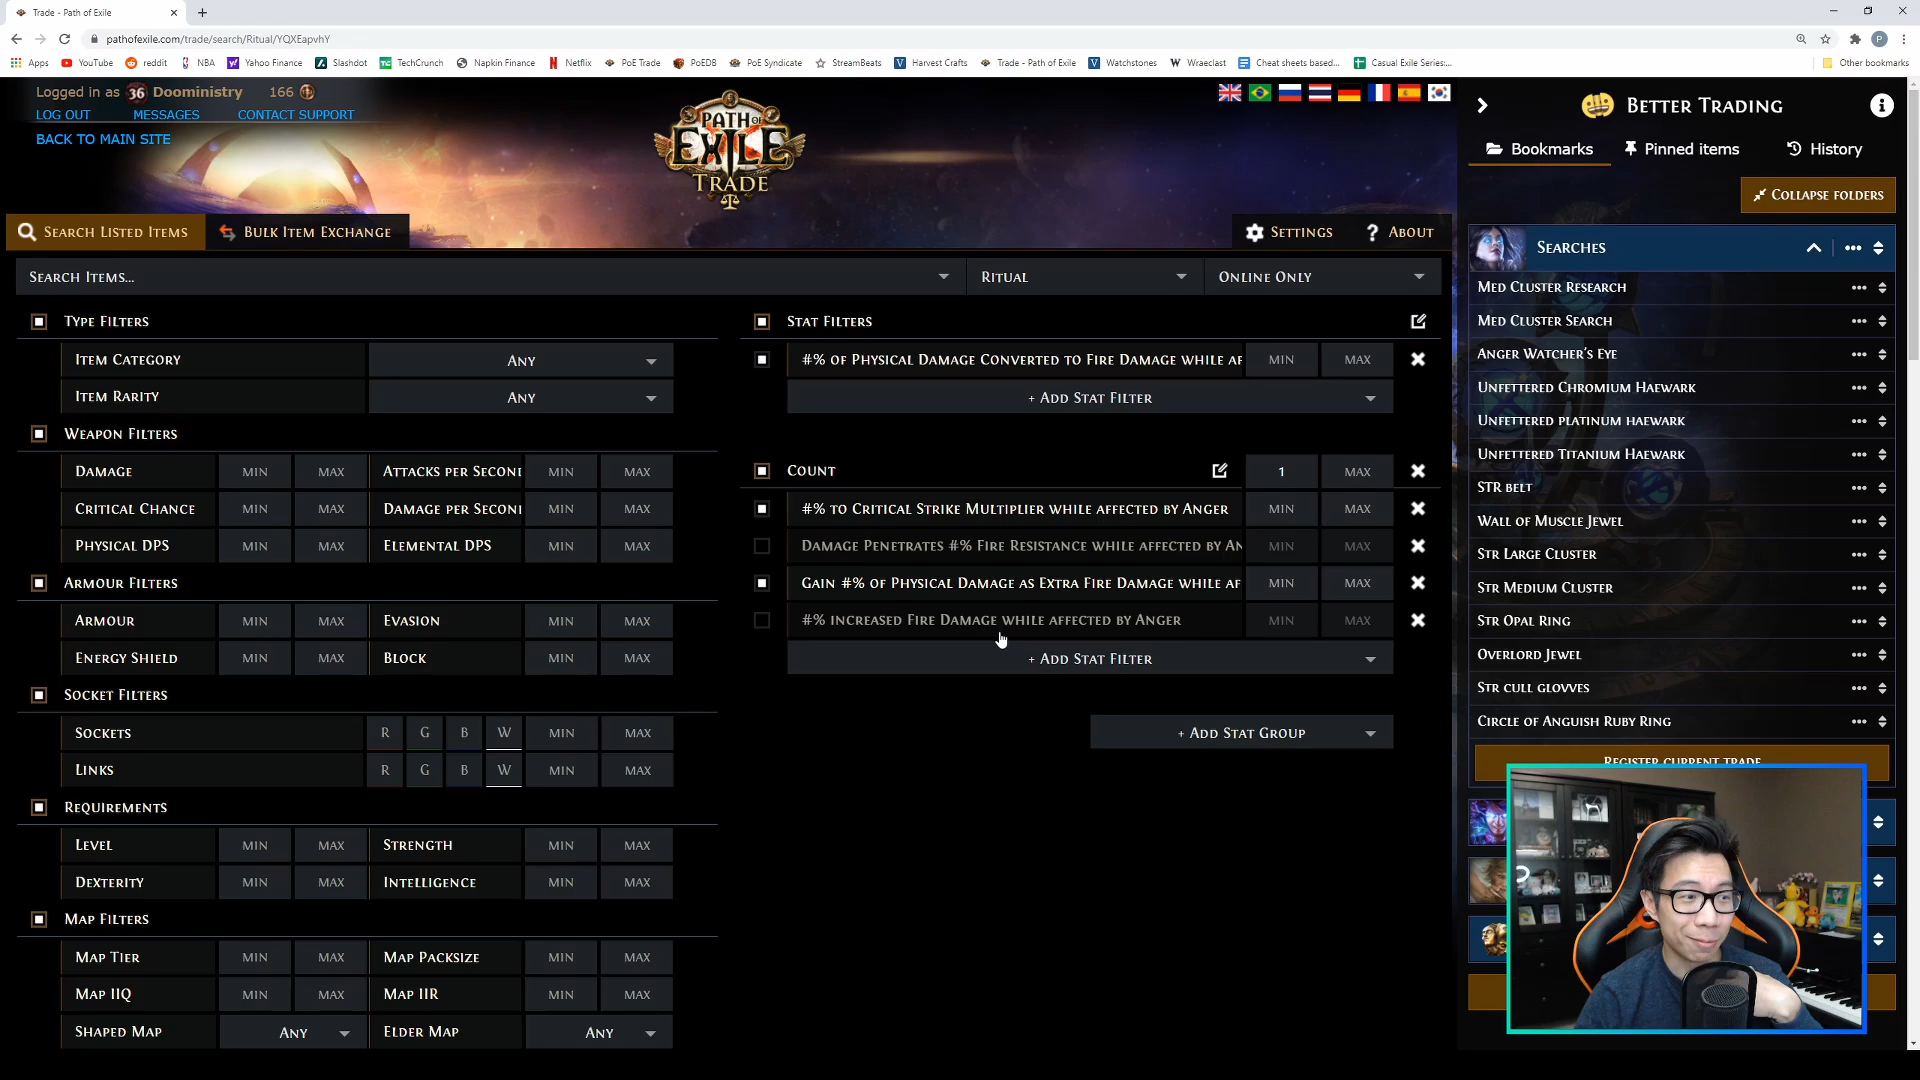 Trade - Path of Exile
pathofexile.com/trade/search/Ritual/YQXEapvhY
Apps YouTube reddit NBA Yahoo Finance Slashdot TechCrunch Napkin Finance Netflix PoE Trade PoEDB PoE Syndicate StreamBeats Harvest Crafts Trade - Path of Exile Watchstones Wraeclast Cheat sheets based... Casual Exile Series:... Other bookmarks
Logged in as 36 Dooministry 166
LOG OUT MESSAGES CONTACT SUPPORT
BACK TO MAIN SITE
PATH OF EXILE TRADE
BETTER TRADING
Bookmarks Pinned items History
COLLAPSE FOLDERS
SEARCH LISTED ITEMS BULK ITEM EXCHANGE SETTINGS ? ABOUT
SEARCH ITEMS... RITUAL ONLINE ONLY
TYPE FILTERS
ITEM CATEGORY ANY
ITEM RARITY ANY
WEAPON FILTERS
DAMAGE MIN MAX ATTACKS PER SECOND MIN MAX
CRITICAL CHANCE MIN MAX DAMAGE PER SECOND MIN MAX
PHYSICAL DPS MIN MAX ELEMENTAL DPS MIN MAX
ARMOUR FILTERS
ARMOUR MIN MAX EVASION MIN MAX
ENERGY SHIELD MIN MAX BLOCK MIN MAX
SOCKET FILTERS
SOCKETS R G B W MIN MAX
LINKS R G B W MIN MAX
REQUIREMENTS
LEVEL MIN MAX STRENGTH MIN MAX
DEXTERITY MIN MAX INTELLIGENCE MIN MAX
MAP FILTERS
MAP TIER MIN MAX MAP PACKSIZE MIN MAX
MAP IIQ MIN MAX MAP IIR MIN MAX
SHAPED MAP ANY ELDER MAP ANY
STAT FILTERS
#% OF PHYSICAL DAMAGE CONVERTED TO FIRE DAMAGE WHILE AF MIN MAX
+ ADD STAT FILTER
COUNT 1 MAX
#% TO CRITICAL STRIKE MULTIPLIER WHILE AFFECTED BY ANGER MIN MAX
DAMAGE PENETRATES #% FIRE RESISTANCE WHILE AFFECTED BY AN MIN MAX
GAIN #% OF PHYSICAL DAMAGE AS EXTRA FIRE DAMAGE WHILE AF MIN MAX
#% INCREASED FIRE DAMAGE WHILE AFFECTED BY ANGER MIN MAX
+ ADD STAT FILTER
+ ADD STAT GROUP
SEARCHES
MED CLUSTER RESEARCH
MED CLUSTER SEARCH
ANGER WATCHER'S EYE
UNFETTERED CHROMIUM HAEWARK
UNFETTERED PLATINUM HAEWARK
UNFETTERED TITANIUM HAEWARK
STR BELT
WALL OF MUSCLE JEWEL
STR LARGE CLUSTER
STR MEDIUM CLUSTER
STR OPAL RING
OVERLORD JEWEL
STR CULL GLOVVES
CIRCLE OF ANGUISH RUBY RING
REGISTER CURRENT TRADE